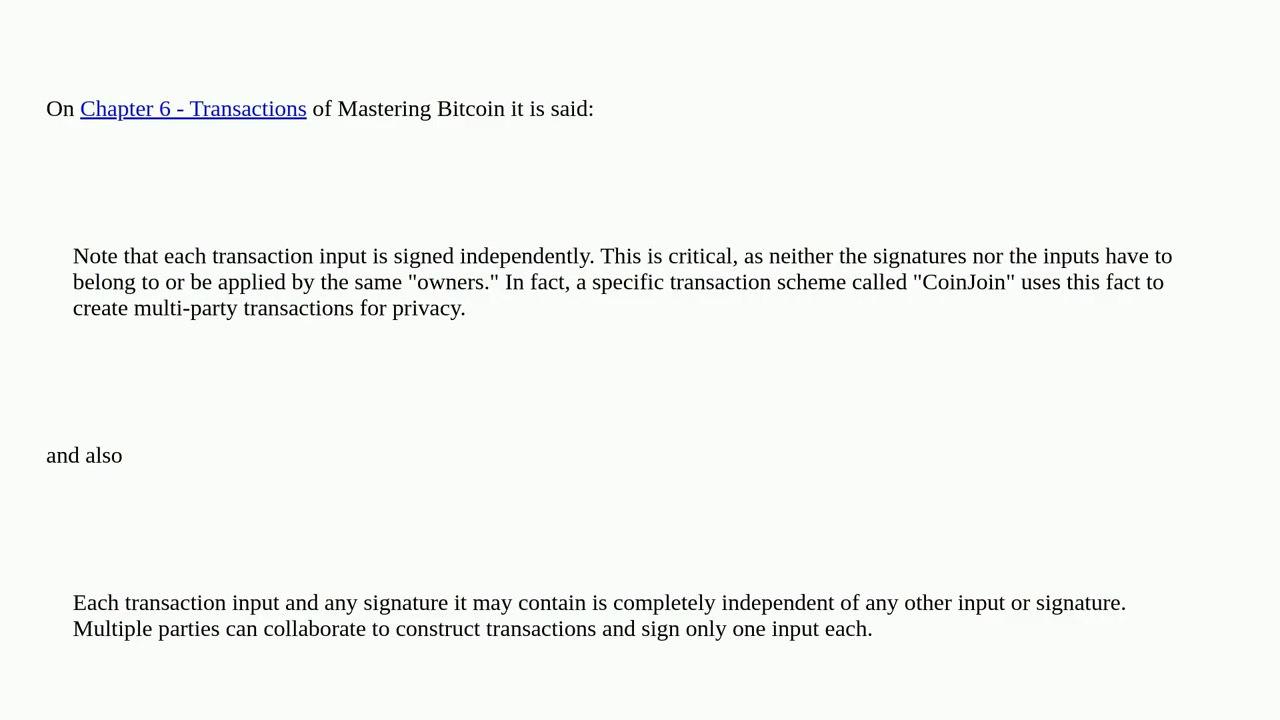 On Chapter 6 - Transactions of Mastering Bitcoin it is said:
Note that each transaction input is signed independently. This is critical, as neither the signatures nor the inputs have to
belong to or be applied by the same "owners." In fact, a specific transaction scheme called "CoinJoin" uses this fact to
create multi-party transactions for privacy.
and also
Each transaction input and any signature it may contain is completely independent of any other input or signature.
Multiple parties can collaborate to construct transactions and sign only one input each.